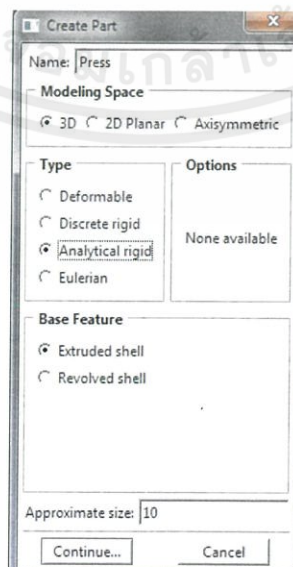 Create Part
Name: Press
Modeling Space
3D 2D Planar Axisymmetric
Type
Options
Deformable
Discrete rigid
Analytical rigid
Eulerian
None available
Base Feature
Extruded shell
Revolved shell
Approximate size: 10
Continue... Cancel